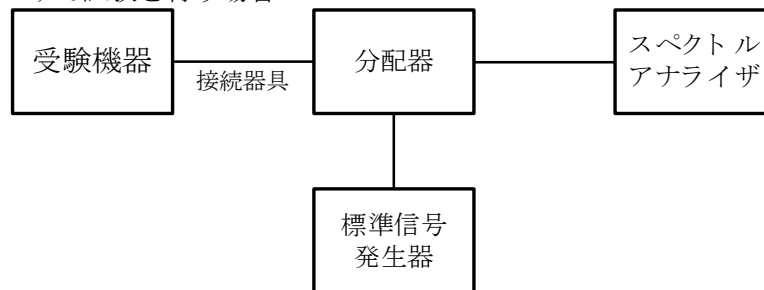 受験機器
接続器具
分配器
スペクトル
アナライザ
標準信号
発生器